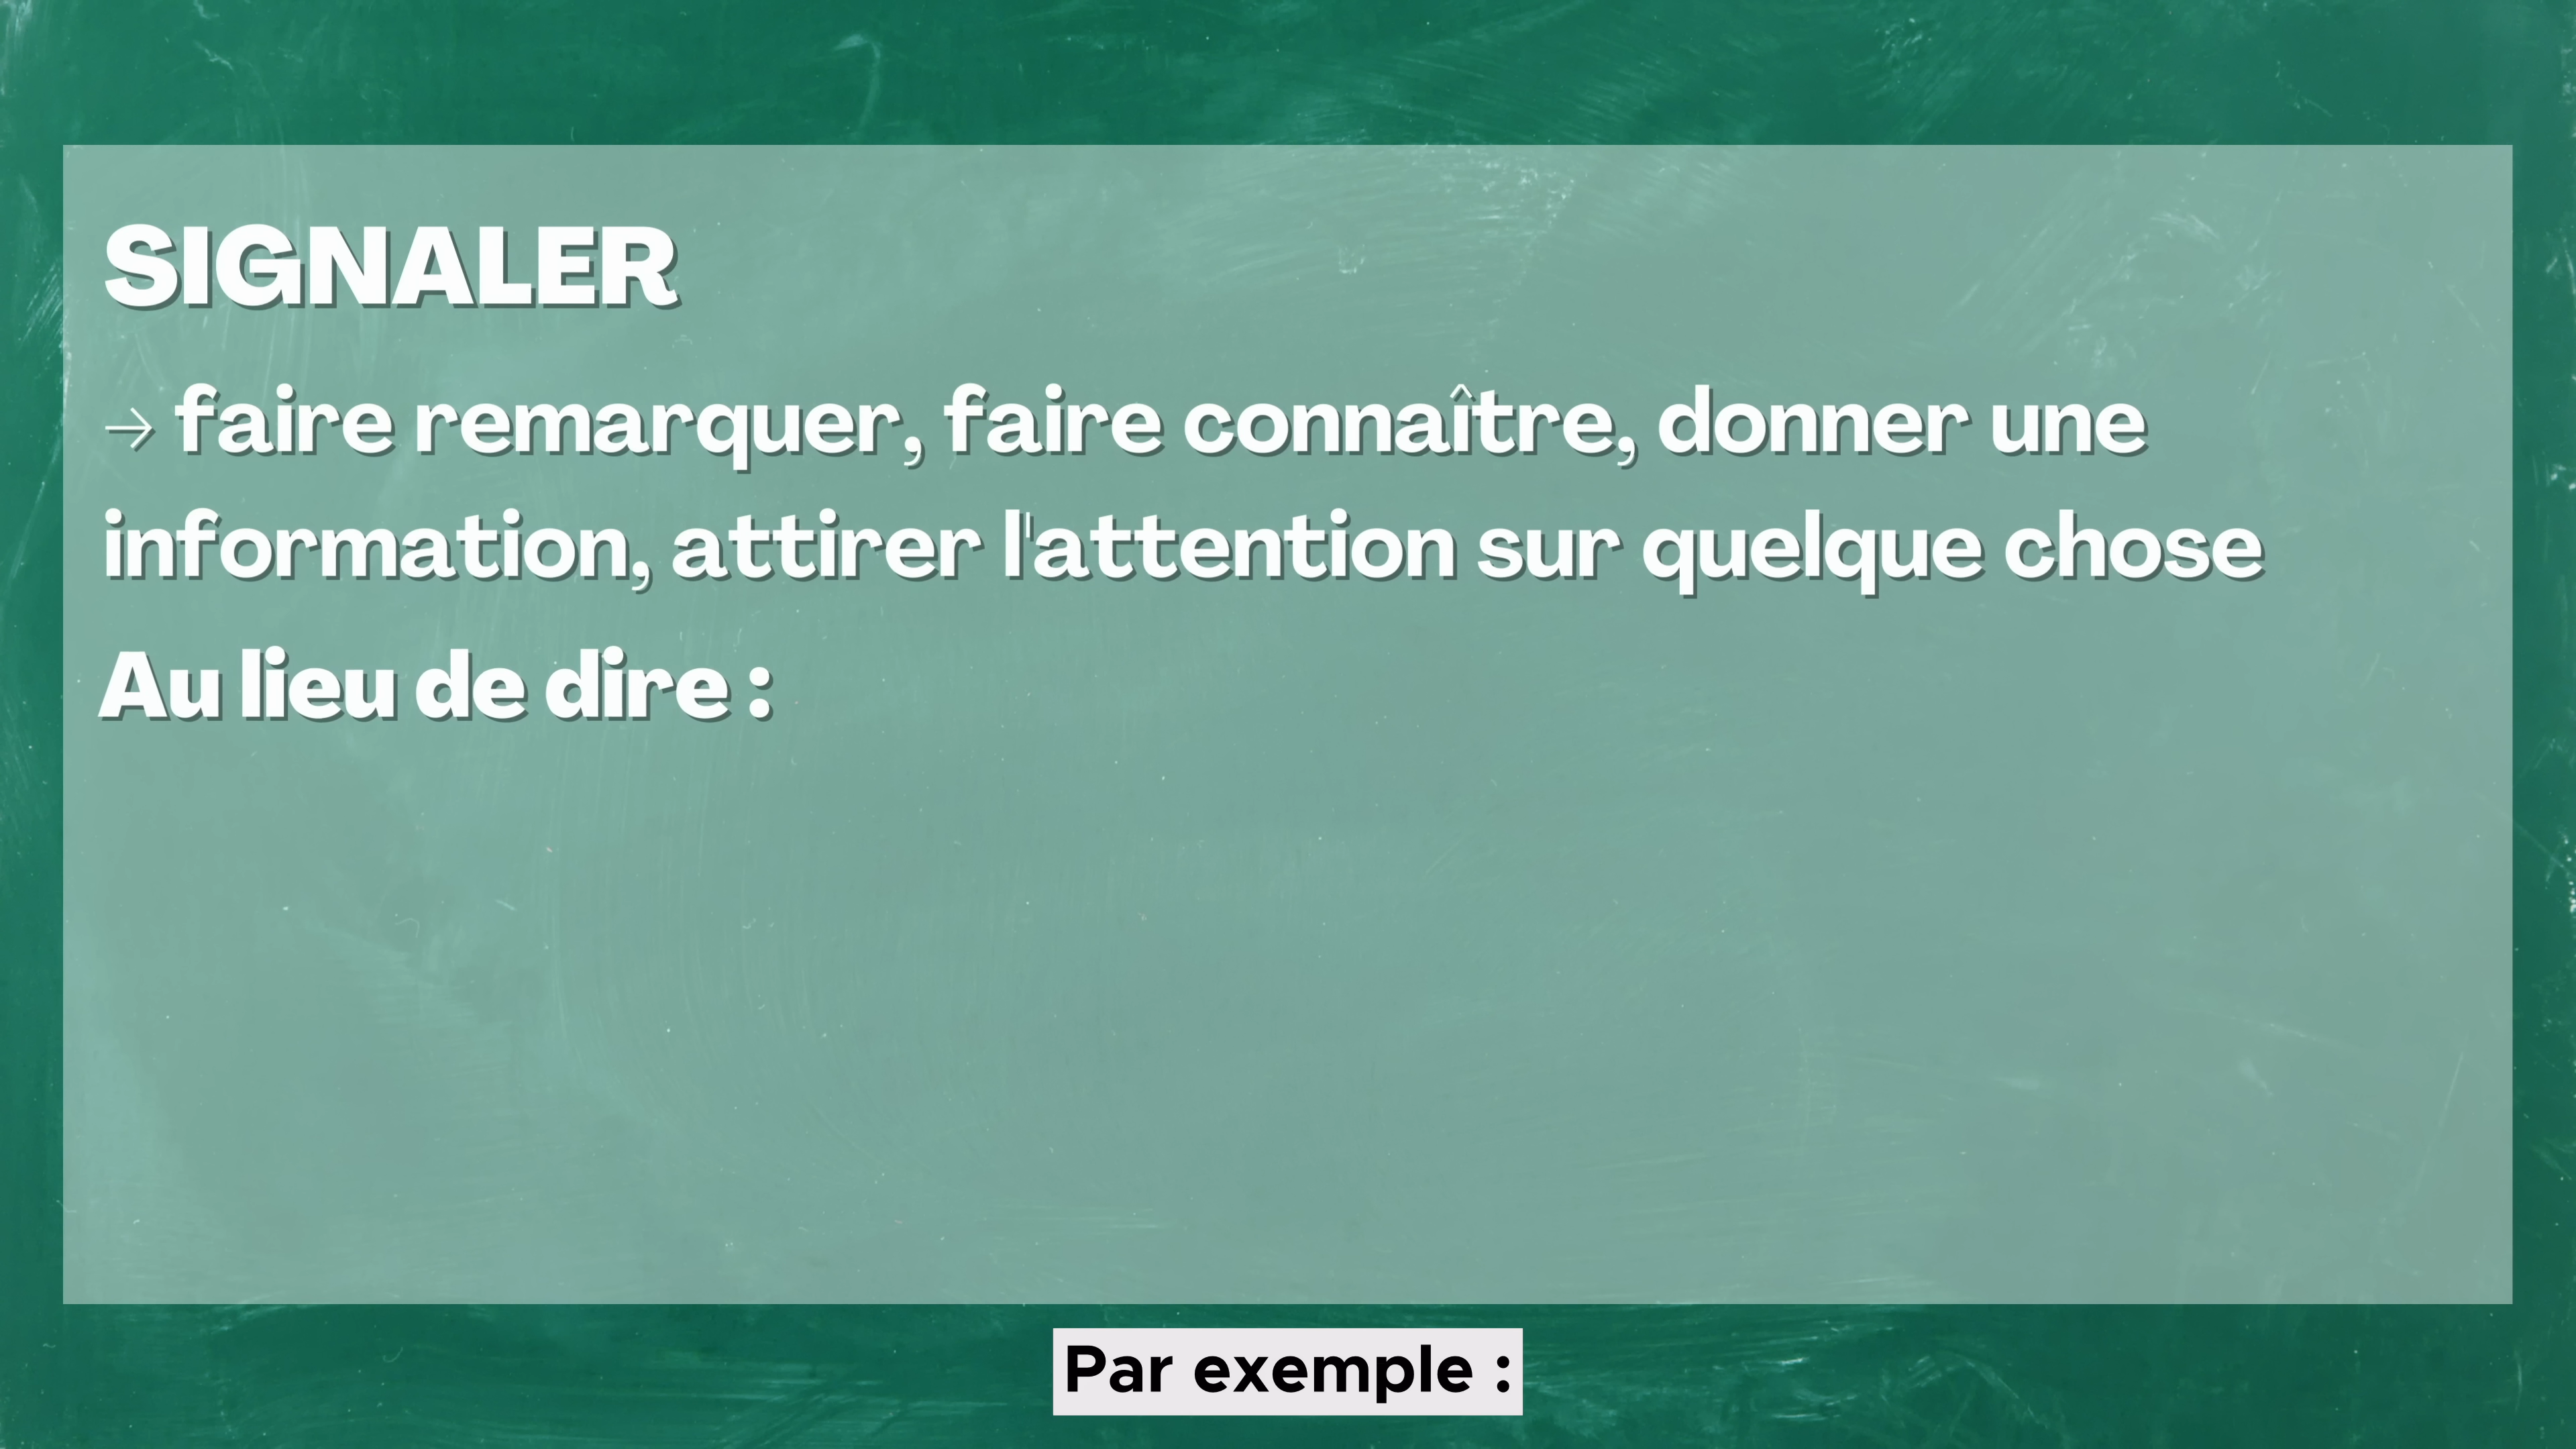 SIGNALER
→ faire remarquer, faire connaître, donner une
information, attirer l'attention sur quelque chose
Au lieu de dire :
Par exemple :